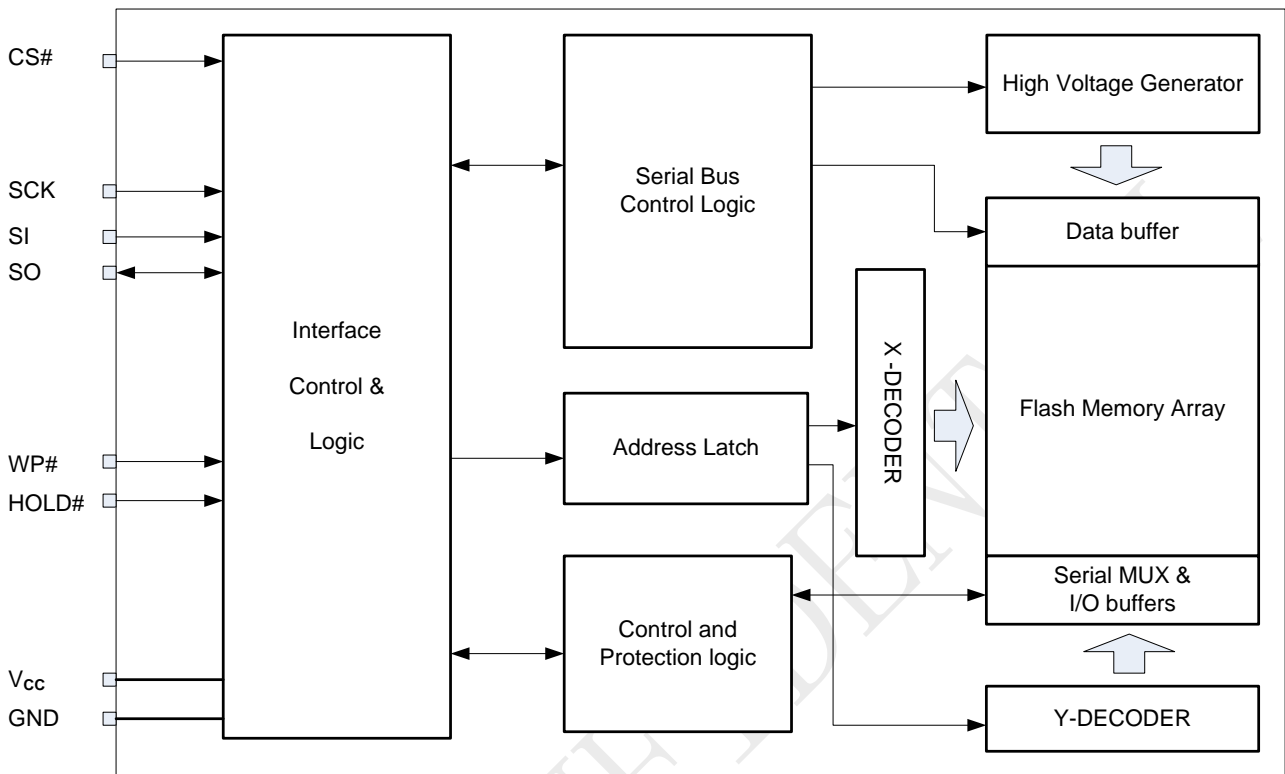 CS#
SCK
SI
SO
WP#
HOLD#
Vcc
GND
Interface
Control &
Logic
Serial Bus
Control Logic
Address Latch
Control and
Protection logic
X -DECODER
High Voltage Generator
Data buffer
Flash Memory Array
Serial MUX &
I/O buffers
Y-DECODER